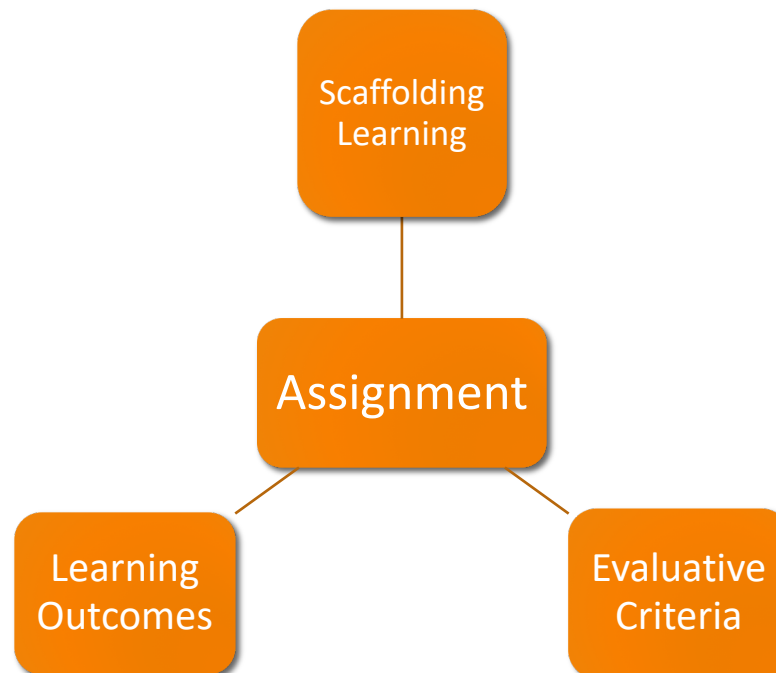 Scaffolding
Learning
Assignment
Learning
Outcomes
Evaluative
Criteria